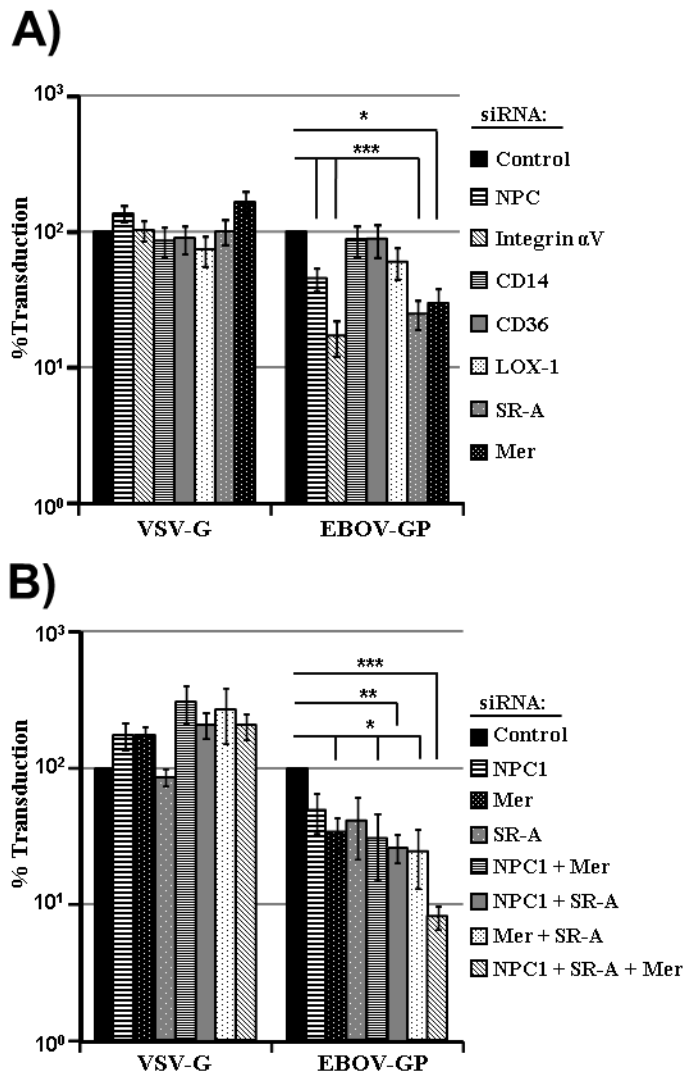 A)
10³
10²
10¹
10⁰
%Transduction
*
***
VSV-G
EBOV-GP
siRNA:
Control
NPC
Integrin αV
CD14
CD36
LOX-1
SR-A
Mer
B)
10³
10²
10¹
10⁰
% Transduction
***
**
*
VSV-G
EBOV-GP
siRNA:
Control
NPC1
Mer
SR-A
NPC1 + Mer
NPC1 + SR-A
Mer + SR-A
NPC1 + SR-A + Mer